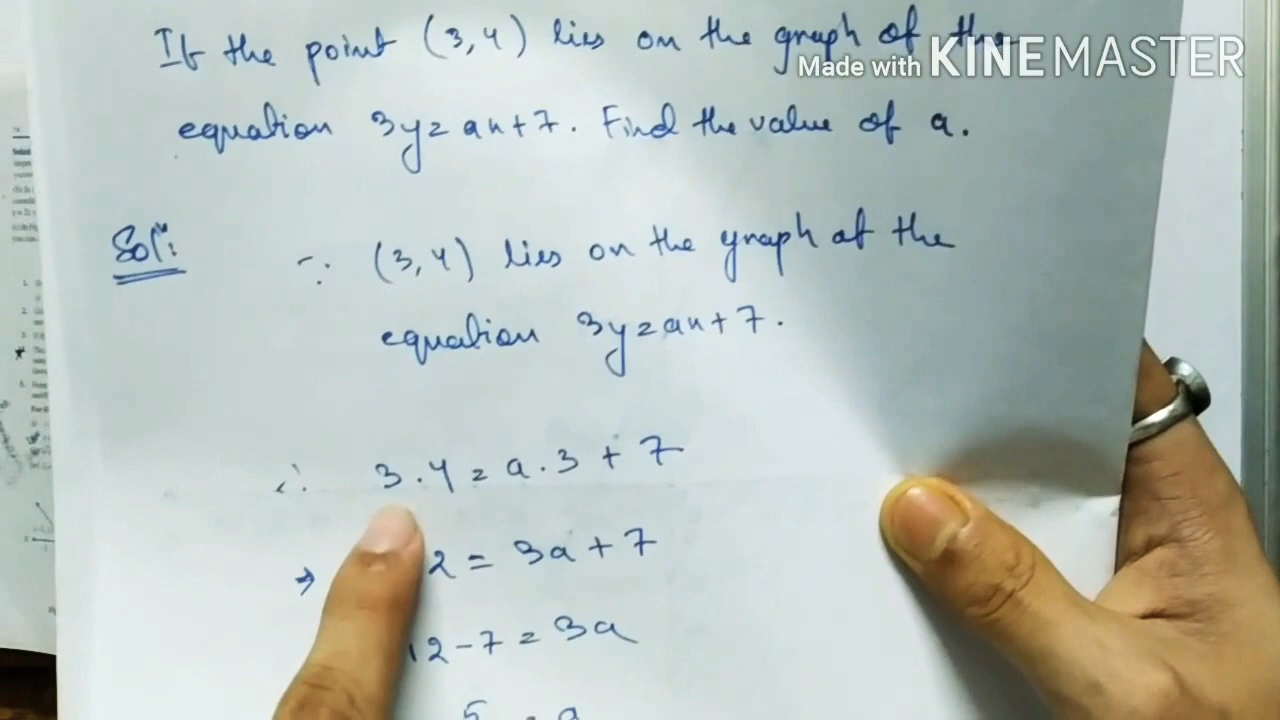 If the point (3,4) lies on the graph of the
Made with KINEMASTER
equation 3y = ax + 7. Find the value of a.
Solⁿ:
∵ (3,4) lies on the graph of the
equation 3y = ax + 7.
∴ 3.4 = a.3 + 7
⇒ 2 = 3a + 7
12 - 7 = 3a
5 = a